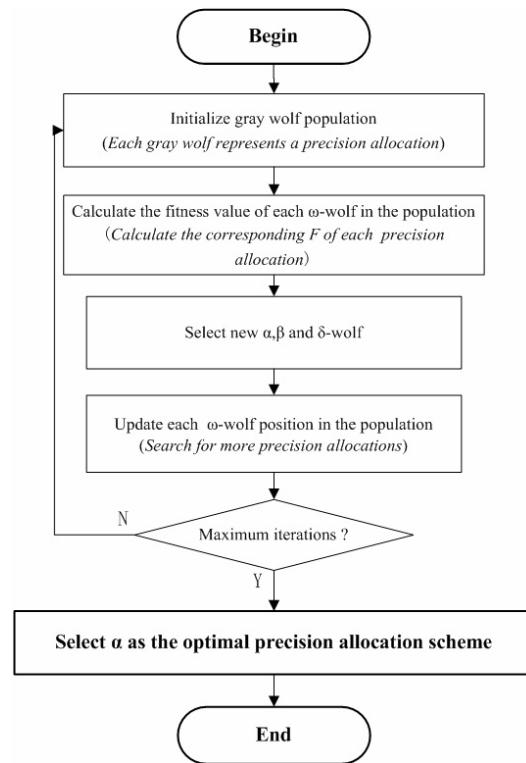 Begin
Initialize gray wolf population
(Each gray wolf represents a precision allocation)
Calculate the fitness value of each ω-wolf in the population
（Calculate the corresponding F of each precision
allocation）
Select new α,β and δ-wolf
Update each ω-wolf position in the population
(Search for more precision allocations)
N
Maximum iterations ?
Y
Select α as the optimal precision allocation scheme
End